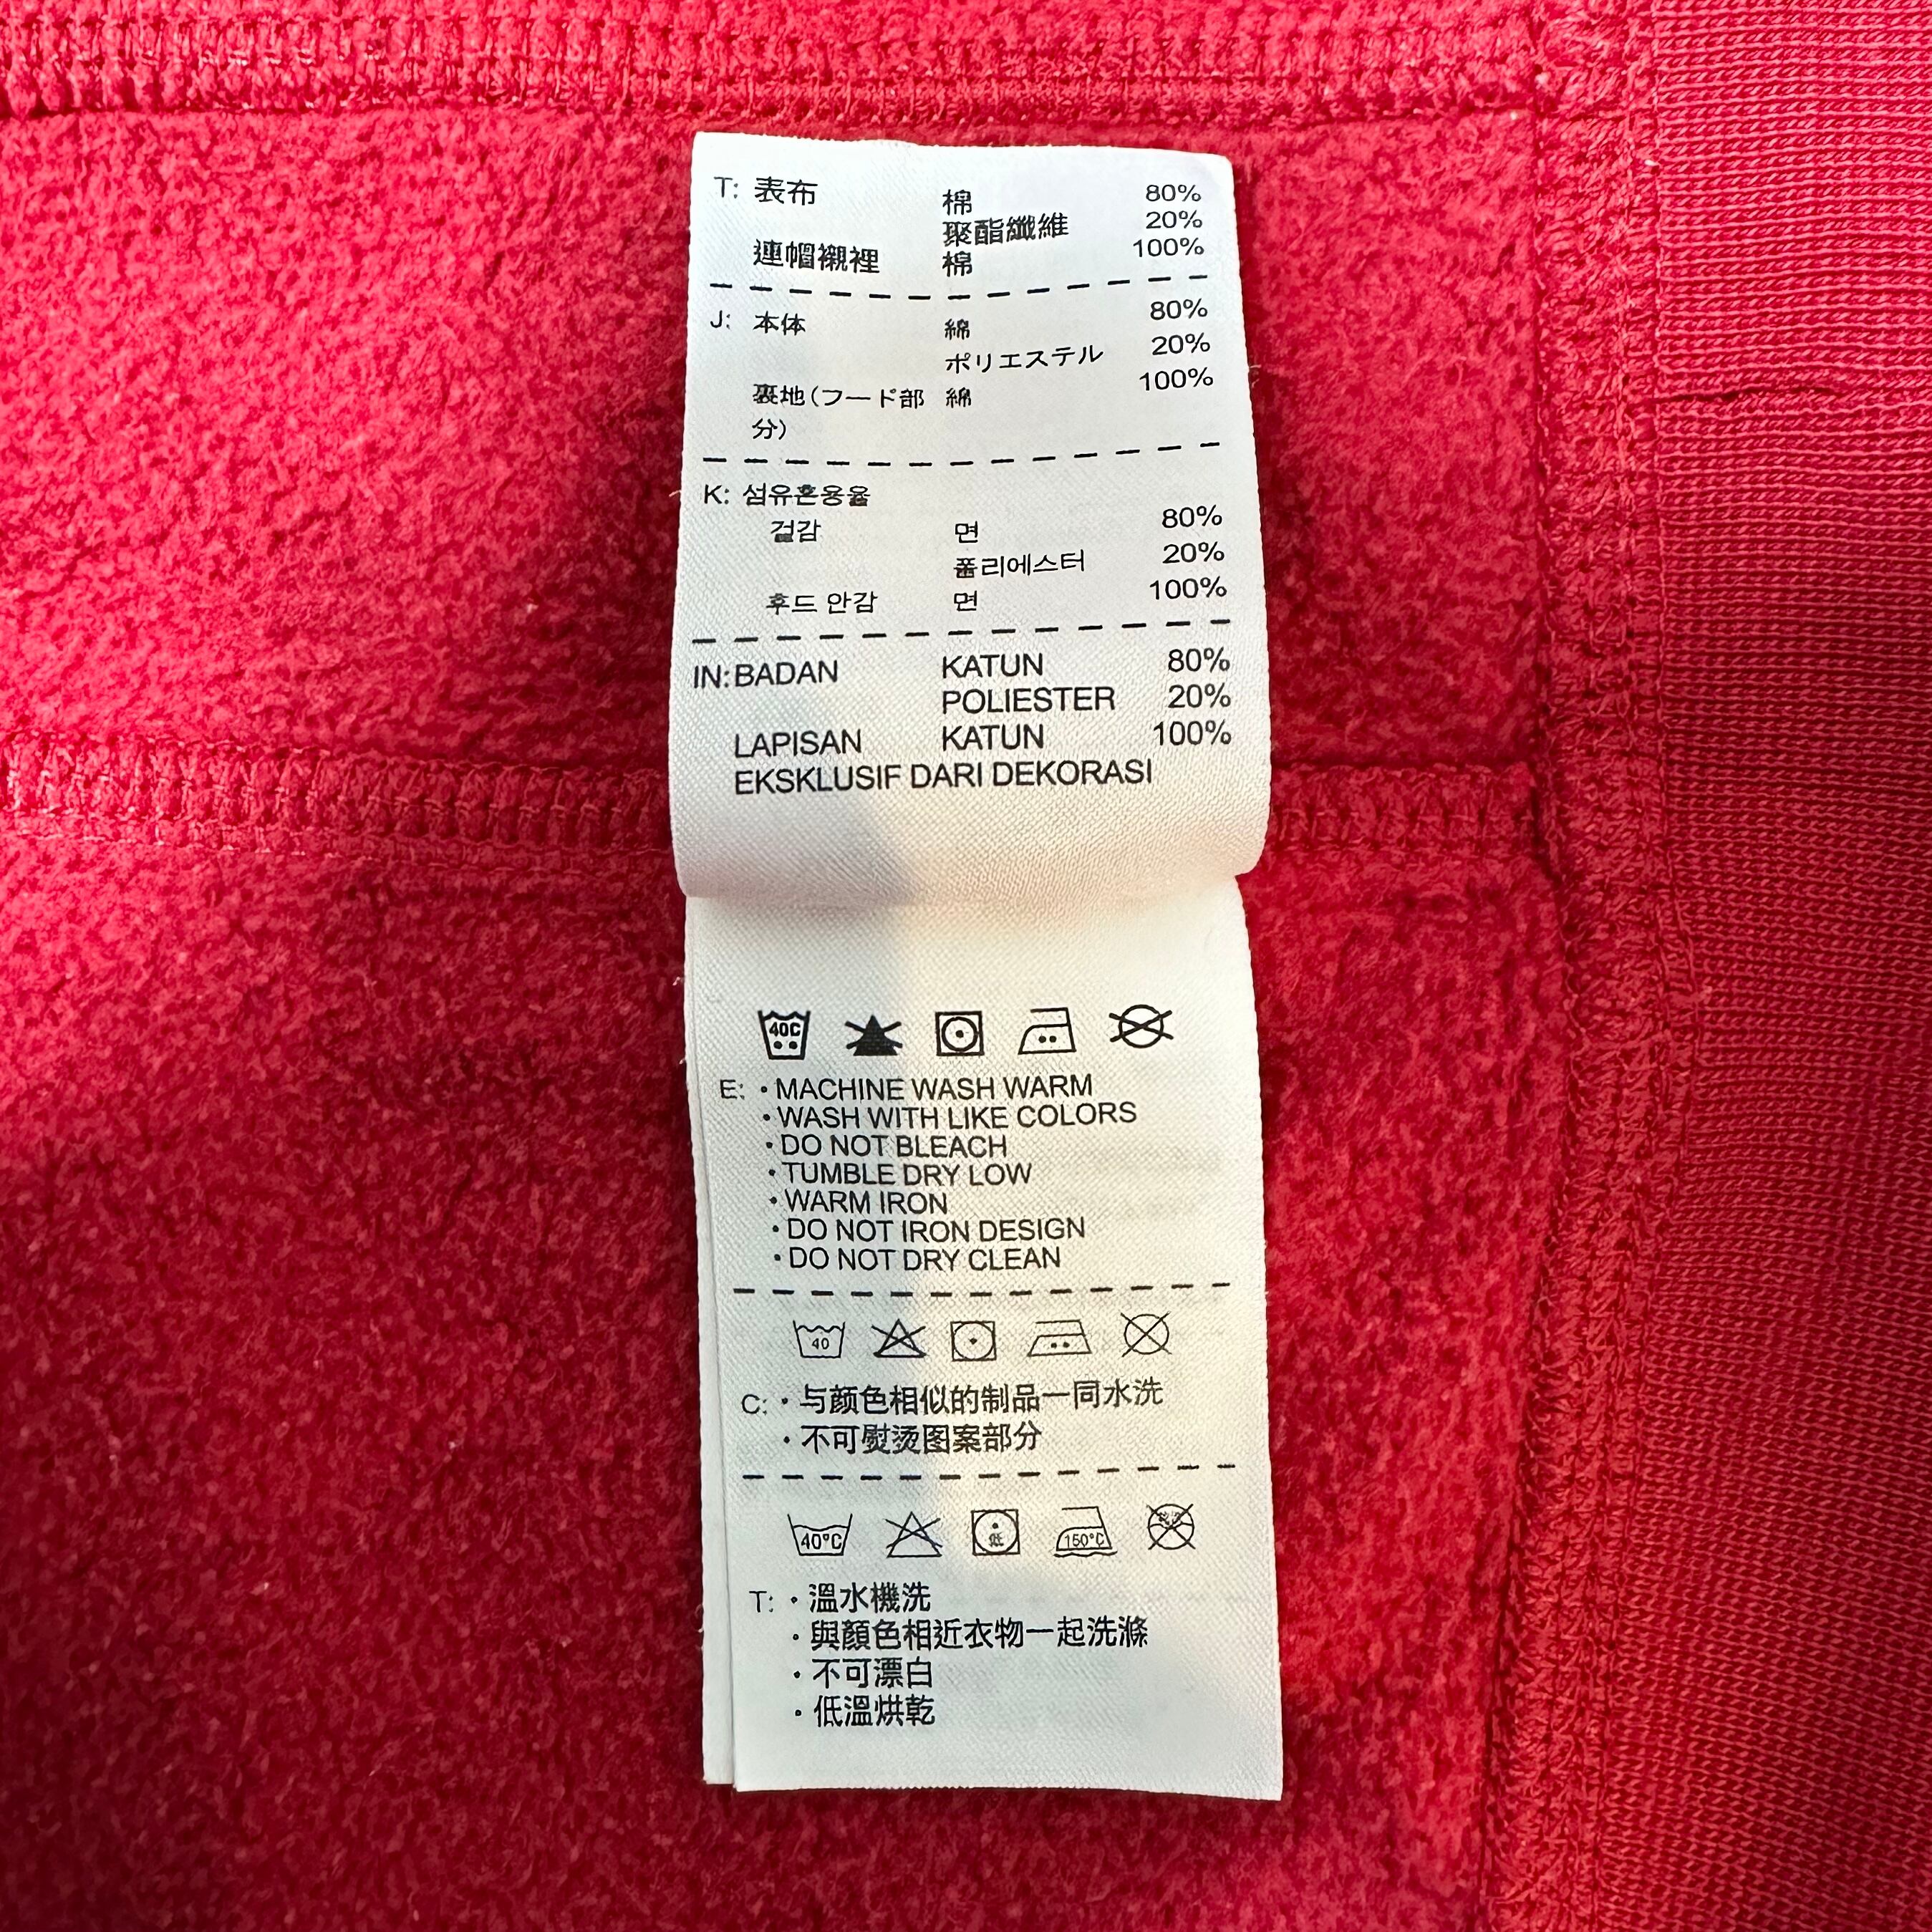 T: 表布 棉 80%
聚酯纖維 20%
連帽襯裡 棉 100%
J: 本体 綿 80%
ポリエステル 20%
裏地(フード部 綿 100%
分)
K: 섬유혼용율
겉감 면 80%
폴리에스터 20%
후드 안감 면 100%
IN: BADAN KATUN 80%
POLIESTER 20%
LAPISAN KATUN 100%
EKSKLUSIF DARI DEKORASI
40C
E: ・MACHINE WASH WARM
・WASH WITH LIKE COLORS
・DO NOT BLEACH
・TUMBLE DRY LOW
・WARM IRON
・DO NOT IRON DESIGN
・DO NOT DRY CLEAN
40
C: ・与颜色相似的制品一同水洗
・不可熨烫图案部分
40°C 低 150°C
T: ・溫水機洗
・與顏色相近衣物一起洗滌
・不可漂白
・低溫烘乾